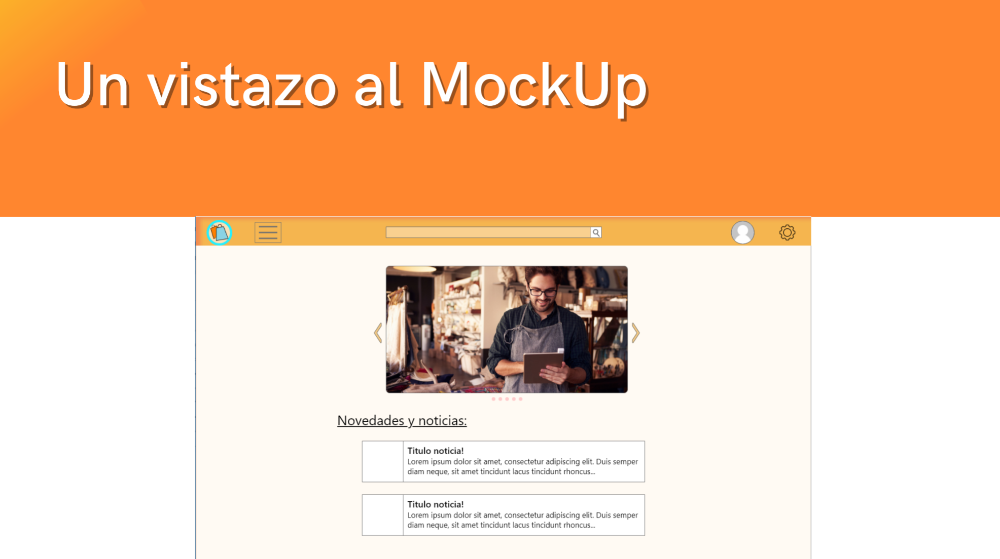 Un vistazo al MockUp
Novedades y noticias:
Titulo noticia!
Lorem ipsum dolor sit amet, consectetur adipiscing elit. Duis semper
diam neque, sit amet tincidunt lacus tincidunt rhoncus...
Titulo noticia!
Lorem ipsum dolor sit amet, consectetur adipiscing elit. Duis semper
diam neque, sit amet tincidunt lacus tincidunt rhoncus...